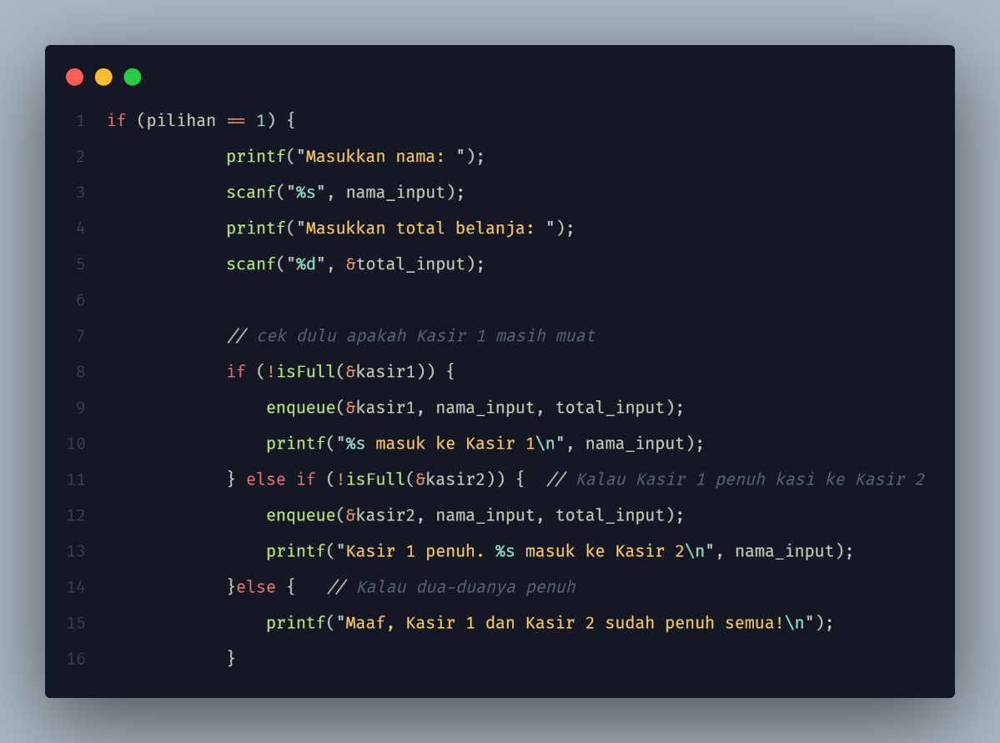 1 if (pilihan == 1) {
2             printf("Masukkan nama: ");
3             scanf("%s", nama_input);
4             printf("Masukkan total belanja: ");
5             scanf("%d", &total_input);
6
7             // cek dulu apakah Kasir 1 masih muat
8             if (!isFull(&kasir1)) {
9                 enqueue(&kasir1, nama_input, total_input);
10                 printf("%s masuk ke Kasir 1\n", nama_input);
11             } else if (!isFull(&kasir2)) {  // Kalau Kasir 1 penuh kasi ke Kasir 2
12                 enqueue(&kasir2, nama_input, total_input);
13                 printf("Kasir 1 penuh. %s masuk ke Kasir 2\n", nama_input);
14             }else {   // Kalau dua-duanya penuh
15                 printf("Maaf, Kasir 1 dan Kasir 2 sudah penuh semua!\n");
16             }